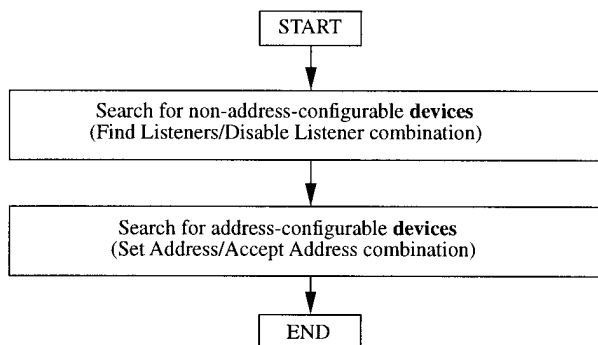 START
Search for non-address-configurable devices
(Find Listeners/Disable Listener combination)
Search for address-configurable devices
(Set Address/Accept Address combination)
END